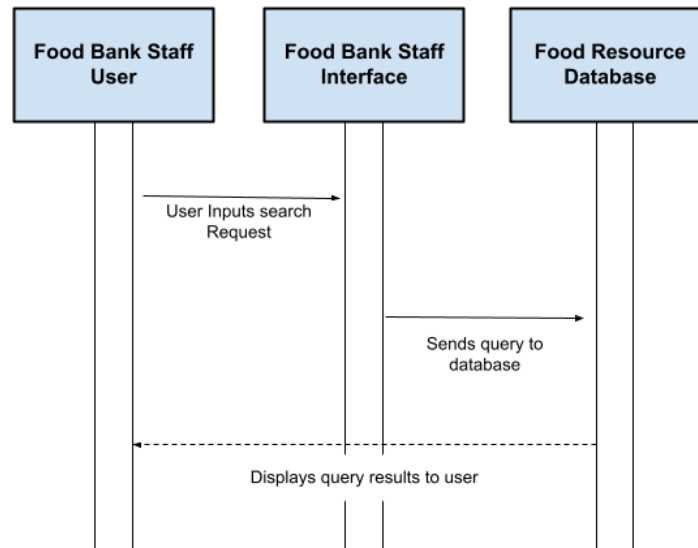 Food Bank Staff
User
Food Bank Staff
Interface
Food Resource
Database
User Inputs search
Request
Sends query to
database
Displays query results to user